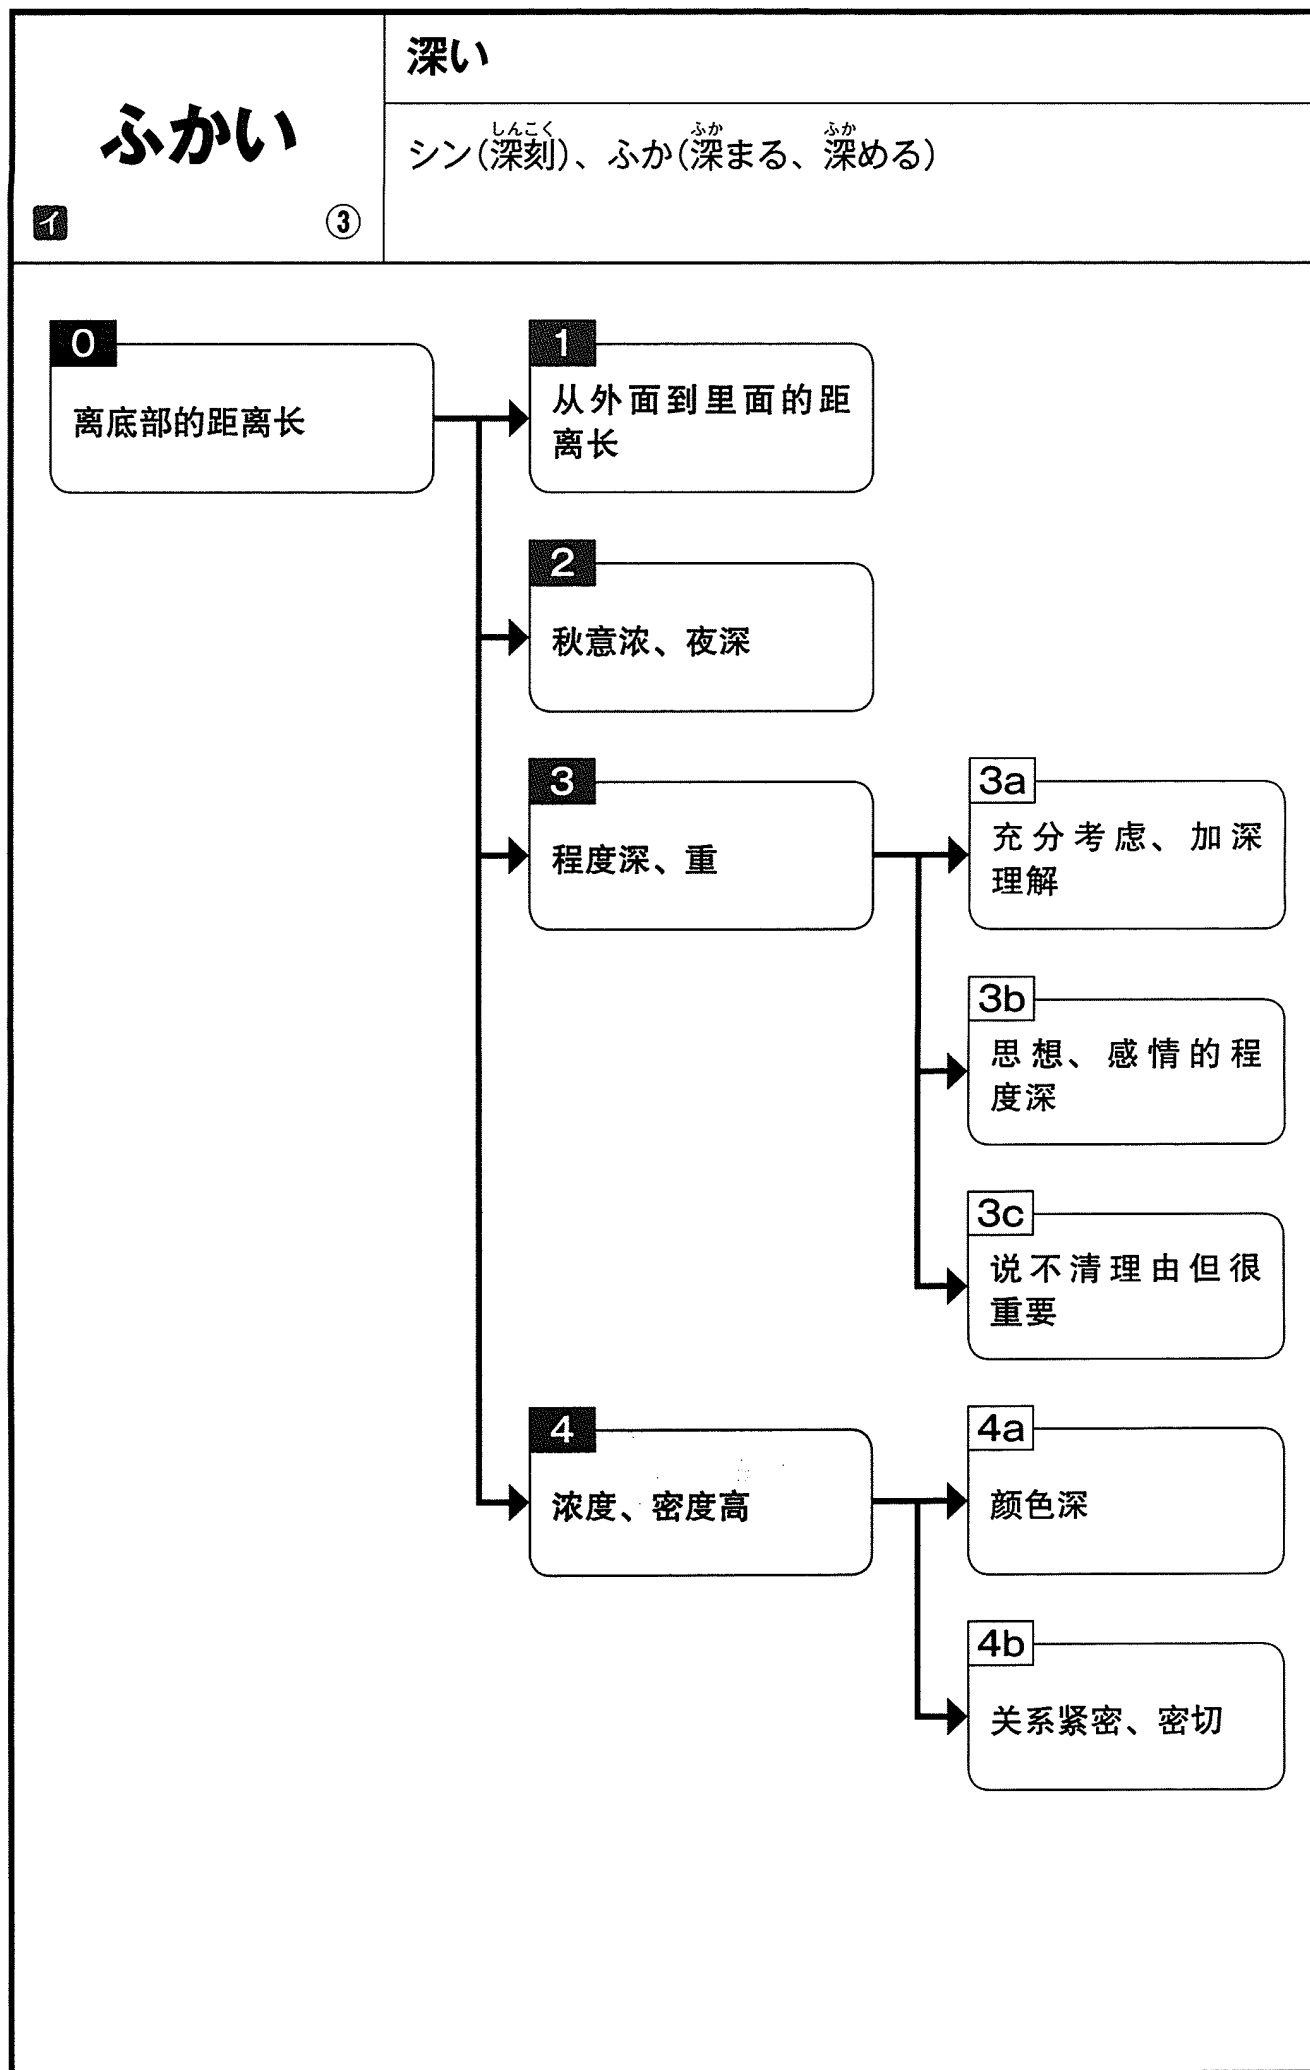 ふかい
イ
③
深い
しんこく ふか ふか
シン(深刻)、ふか(深まる、深める)
0
离底部的距离长
1
从外面到里面的距
离长
2
秋意浓、夜深
3
程度深、重
3a
充分考虑、加深
理解
3b
思想、感情的程
度深
3c
说不清理由但很
重要
4
浓度、密度高
4a
颜色深
4b
关系紧密、密切